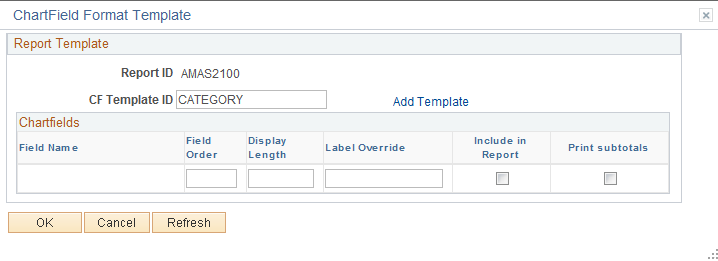 ChartField Format Template
Report Template
Report ID AMAS2100
CF Template ID CATEGORY Add Template
Chartfields
Field Name Field Order Display Length Label Override Include in Report Print subtotals
OK Cancel Refresh